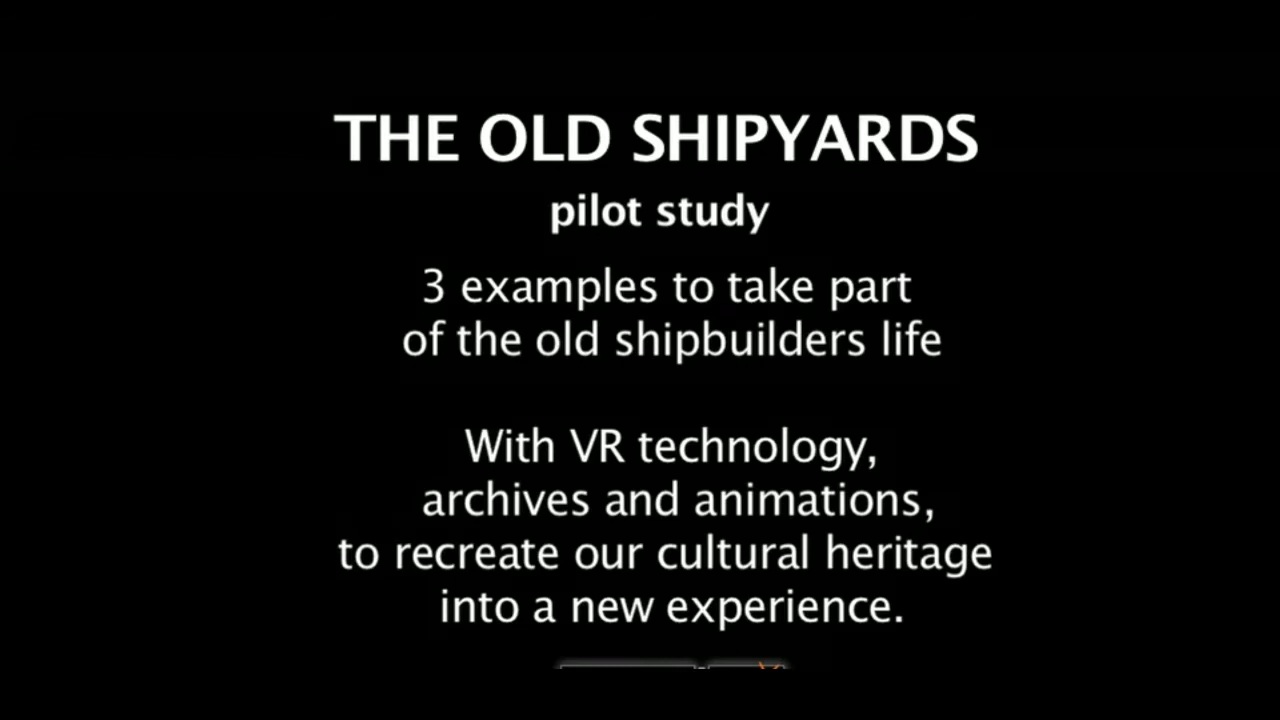 THE OLD SHIPYARDS
pilot study
3 examples to take part
of the old shipbuilders life
With VR technology,
archives and animations,
to recreate our cultural heritage
into a new experience.